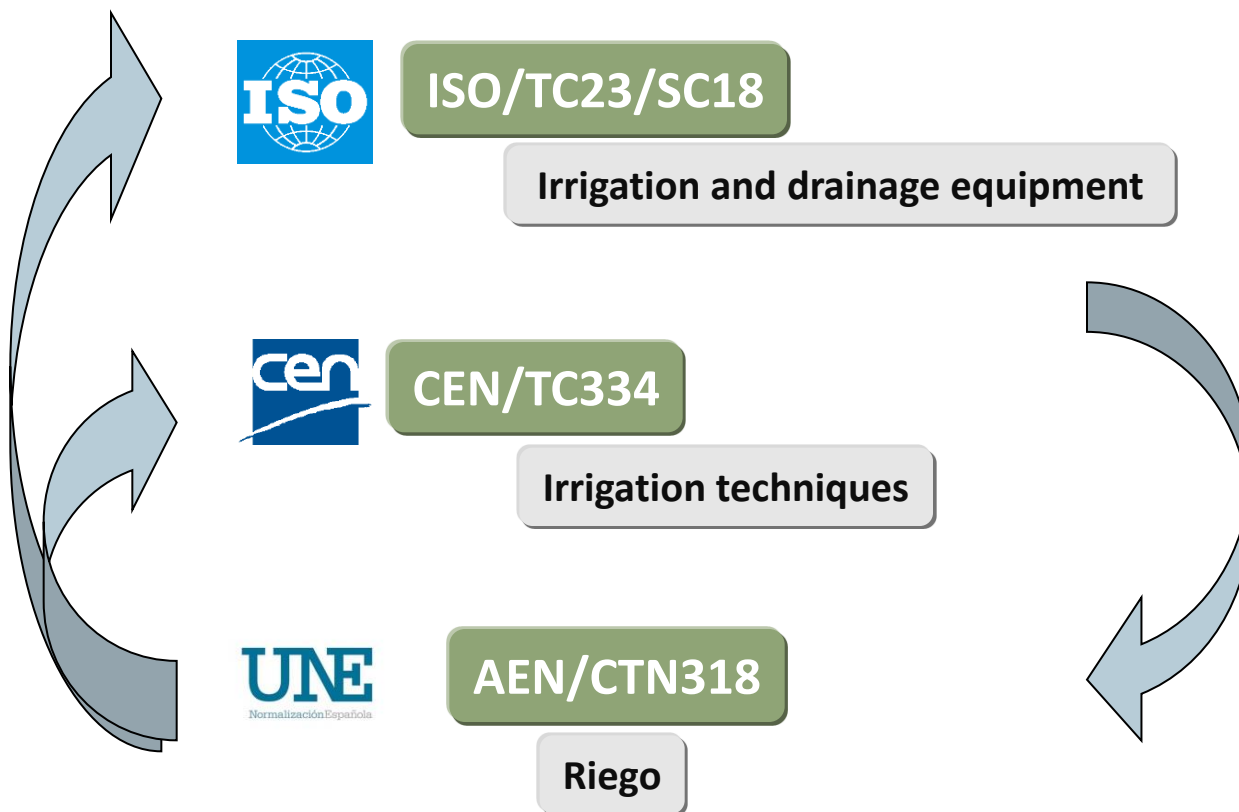 ISO
ISO/TC23/SC18
Irrigation and drainage equipment
cen
CEN/TC334
Irrigation techniques
UNE
NormalizaciónEspañola
AEN/CTN318
Riego